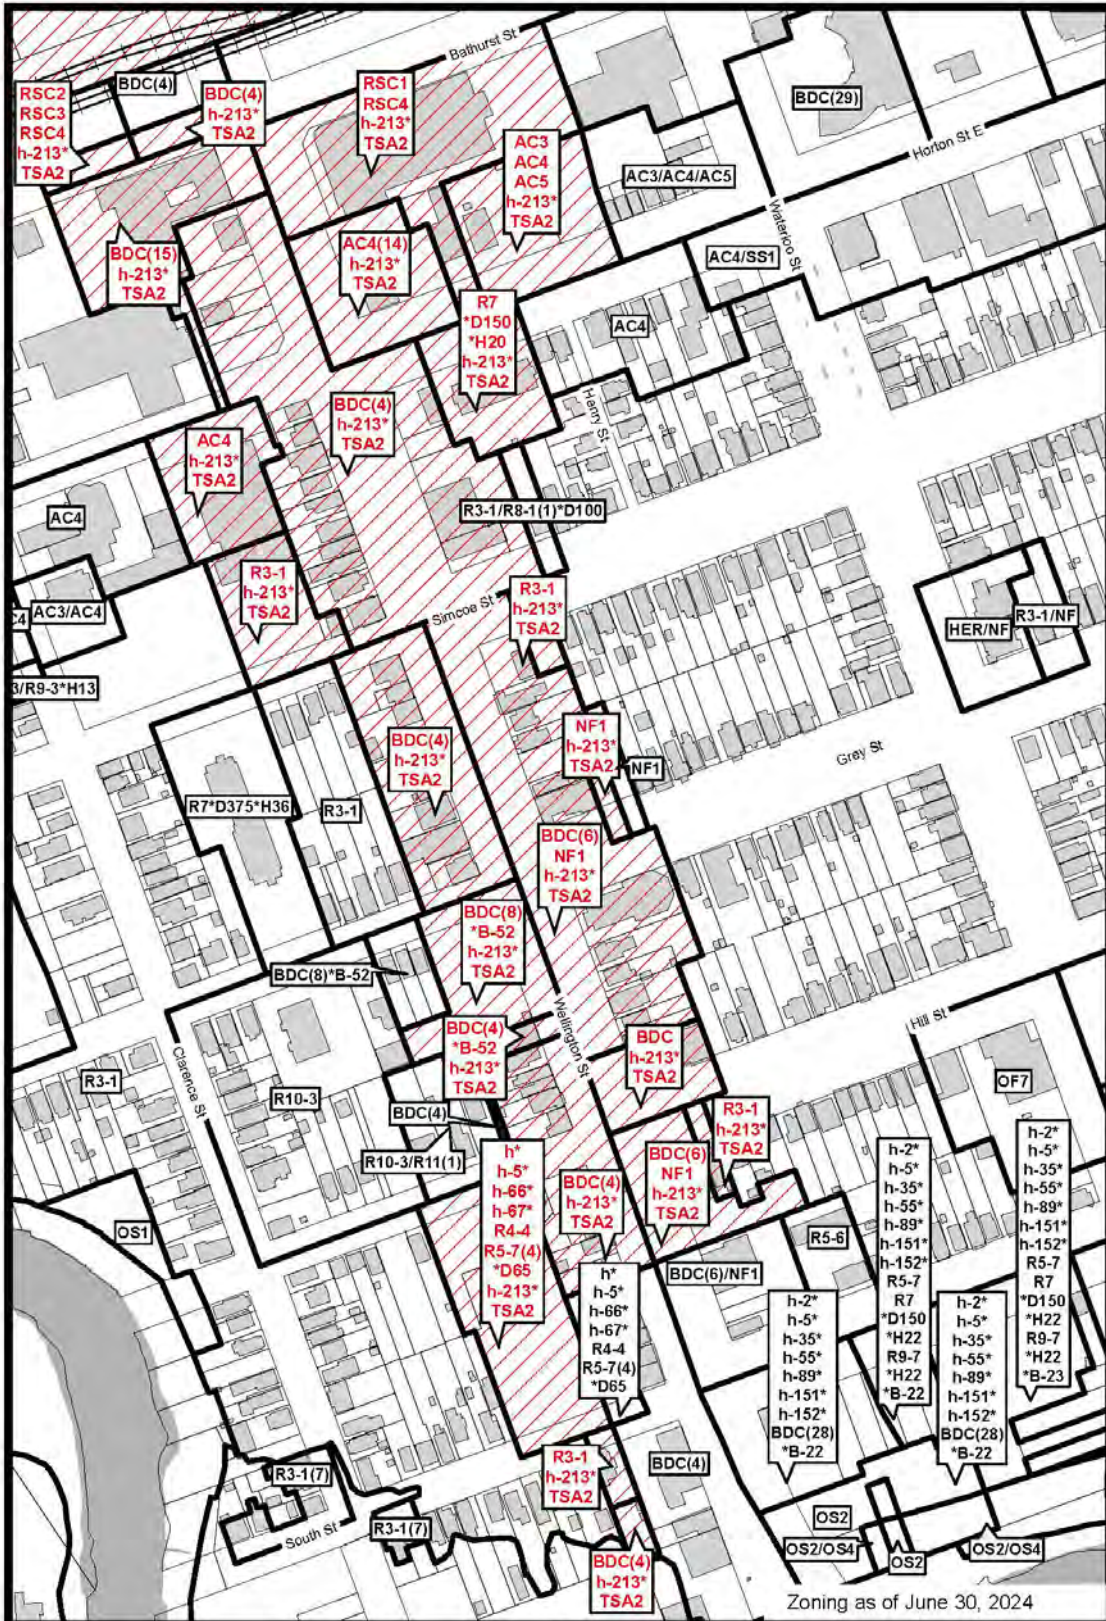 Bathurst St
BDC(4)
RSC2
RSC3
RSC4
h-213*
TSA2
BDC(4)
h-213*
TSA2
RSC1
RSC4
h-213*
TSA2
BDC(29)
Horton St E
AC3
AC4
AC5
h-213*
TSA2
AC3/AC4/AC5
Waterloo St
BDC(15)
h-213*
TSA2
AC4(14)
h-213*
TSA2
AC4/SS1
R7
*D150
*H20
h-213*
TSA2
AC4
Henry St
BDC(4)
h-213*
TSA2
AC4
h-213*
TSA2
AC4
R3-1/R8-1(1)*D100
R3-1
h-213*
TSA2
Simcoe St
R3-1
h-213*
TSA2
AC3/AC4
C4
HER/NF
R3-1/NF
3/R9-3*H13
BDC(4)
h-213*
TSA2
NF1
h-213*
TSA2
NF1
Grey St
R7*D375*H36
R3-1
BDC(6)
NF1
h-213*
TSA2
BDC(8)
*B-52
h-213*
TSA2
BDC(8)*B-52
Wellington St
Hill St
BDC(4)
*B-52
h-213*
TSA2
BDC
h-213*
TSA2
Clarence St
R3-1
R10-3
OF7
BDC(4)
R10-3/R11(1)
R3-1
h-213*
TSA2
h*
h-5*
h-66*
h-67*
R4-4
R5-7(4)
*D65
h-213*
TSA2
BDC(4)
h-213*
TSA2
BDC(6)
NF1
h-213*
TSA2
h-2*
h-5*
h-35*
h-55*
h-89*
h-151*
h-152*
R5-7
R7
*D150
*H22
R9-7
*H22
*B-22
h-2*
h-5*
h-35*
h-55*
h-89*
h-151*
h-152*
R5-7
R7
*D150
*H22
R9-7
*H22
*B-23
OS1
R5-6
BDC(6)/NF1
h*
h-5*
h-66*
h-67*
R4-4
R5-7(4)
*D65
h-2*
h-5*
h-35*
h-55*
h-89*
h-151*
h-152*
BDC(28)
*B-22
h-2*
h-5*
h-35*
h-55*
h-89*
h-151*
h-152*
BDC(28)
*B-22
R3-1(7)
R3-1
h-213*
TSA2
BDC(4)
South St
R3-1(7)
OS2
OS2/OS4
OS2
OS2/OS4
BDC(4)
h-213*
TSA2
Zoning as of June 30, 2024